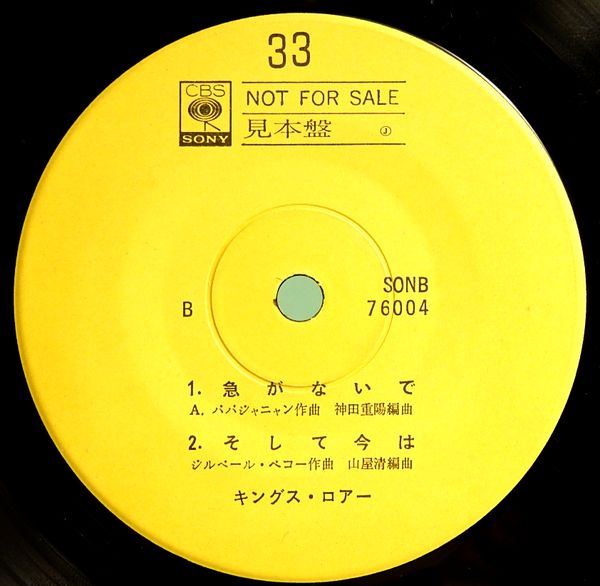 33
CBS
SONY
NOT FOR SALE
見本盤 Ⓙ
SONB
B 76004
1. 急がないで
A. ババジャニャン作曲 神田重陽編曲
2. そして今は
ジルベール・ベコー作曲 山屋清編曲
キングス・ロアー